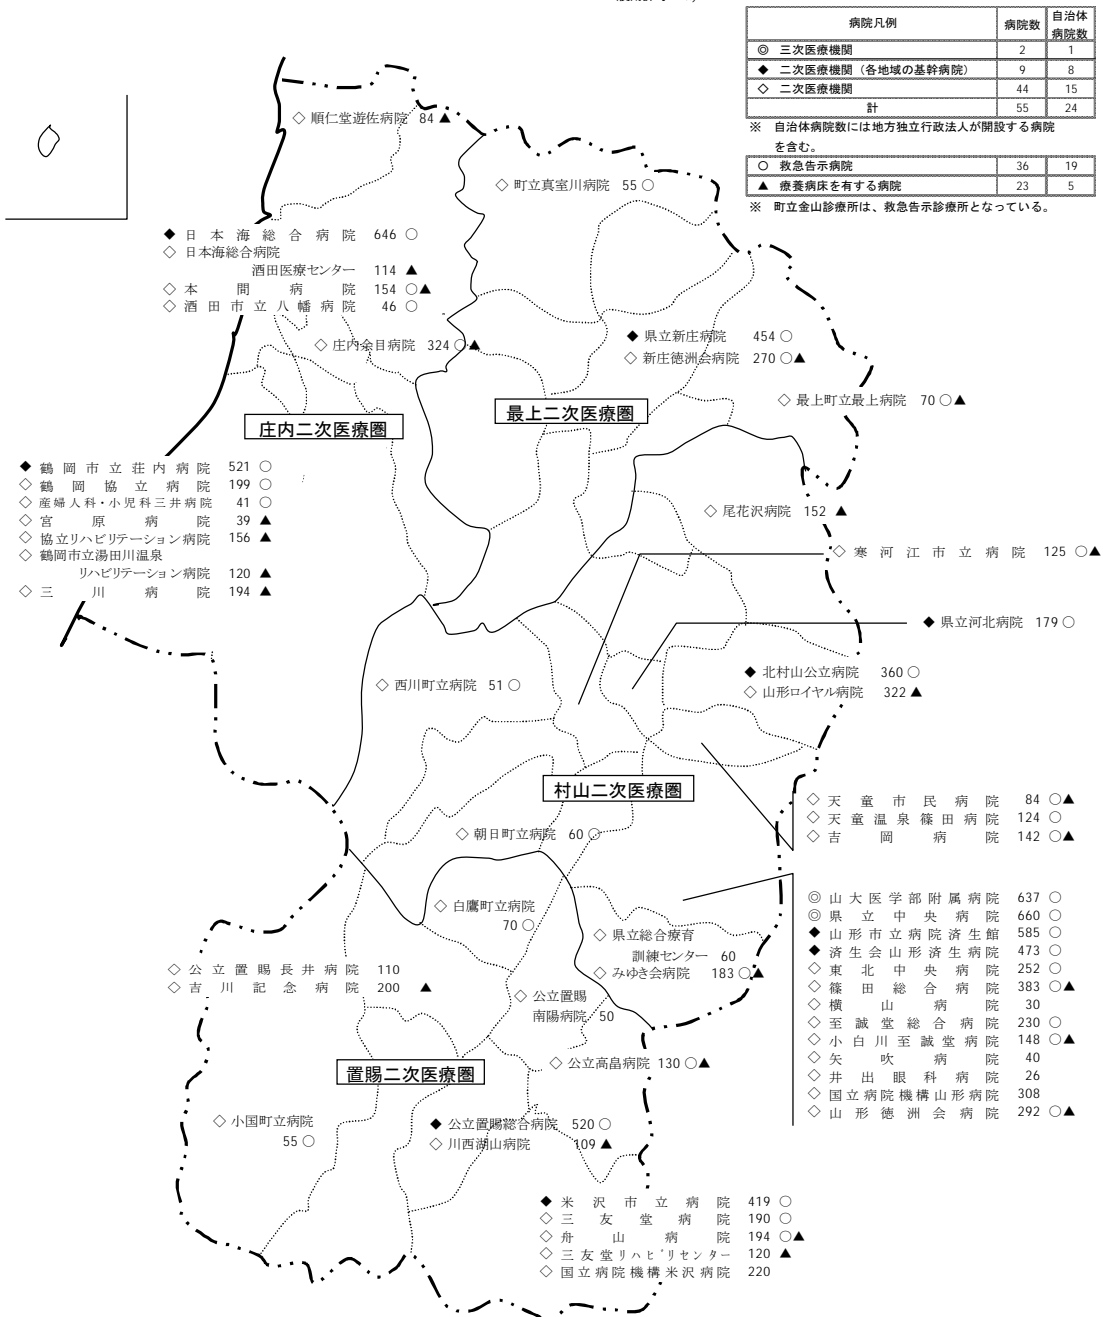 病院凡例 病院数 自治体病院数
◎ 三次医療機関 2 1
◆ 二次医療機関（各地域の基幹病院） 9 8
◇ 二次医療機関 44 15
計 55 24
※ 自治体病院数には地方独立行政法人が開設する病院
を含む。
○ 救急告示病院 36 19
▲ 療養病床を有する病院 23 5
※ 町立金山診療所は、救急告示診療所となっている。
◇ 順仁堂遊佐病院 84 ▲
◇ 町立真室川病院 55 ○
◆ 日本海総合病院 646 ○
◇ 日本海総合病院
酒田医療センター 114 ▲
◇ 本間病院 154 ○▲
◇ 酒田市立八幡病院 46 ○
◇ 庄内余目病院 324 ○▲
◆ 県立新庄病院 454 ○
◇ 新庄徳洲会病院 270 ○▲
◇ 最上町立最上病院 70 ○▲
庄内二次医療圏
最上二次医療圏
◆ 鶴岡市立荘内病院 521 ○
◇ 鶴岡協立病院 199 ○
◇ 産婦人科・小児科三井病院 41 ○
◇ 宮原病院 39 ▲
◇ 協立リハビリテーション病院 156 ▲
◇ 鶴岡市立湯田川温泉
リハビリテーション病院 120 ▲
◇ 三川病院 194 ▲
◇ 尾花沢病院 152 ▲
◇ 寒河江市立病院 125 ○▲
◆ 県立河北病院 179 ○
◆ 北村山公立病院 360 ○
◇ 山形ロイヤル病院 322 ▲
◇ 西川町立病院 51 ○
村山二次医療圏
◇ 天童市民病院 84 ○▲
◇ 天童温泉篠田病院 124 ○
◇ 吉岡病院 142 ○▲
◇ 朝日町立病院 60 ○
◎ 山大医学部附属病院 637 ○
◎ 県立中央病院 660 ○
◆ 山形市立病院済生館 585 ○
◆ 済生会山形済生病院 473 ○
◇ 東北中央病院 252 ○
◇ 篠田総合病院 383 ○▲
◇ 横山病院 30
◇ 至誠堂総合病院 230 ○
◇ 小白川至誠堂病院 148 ○▲
◇ 矢吹病院 40
◇ 井出眼科病院 26
◇ 国立病院機構山形病院 308
◇ 山形徳洲会病院 292 ○▲
◇ 白鷹町立病院
70 ○
◇ 県立総合療育
訓練センター 60
◇ みゆき会病院 183 ○▲
◇ 公立置賜長井病院 110
◇ 吉川記念病院 200 ▲
◇ 公立置賜
南陽病院 50
◇ 公立高畠病院 130 ○▲
置賜二次医療圏
◇ 小国町立病院
55 ○
◆ 公立置賜総合病院 520 ○
◇ 川西湖山病院 109 ▲
◆ 米沢市立病院 419 ○
◇ 三友堂病院 190 ○
◇ 舟山病院 194 ○▲
◇ 三友堂リハビリセンター 120 ▲
◇ 国立病院機構米沢病院 220